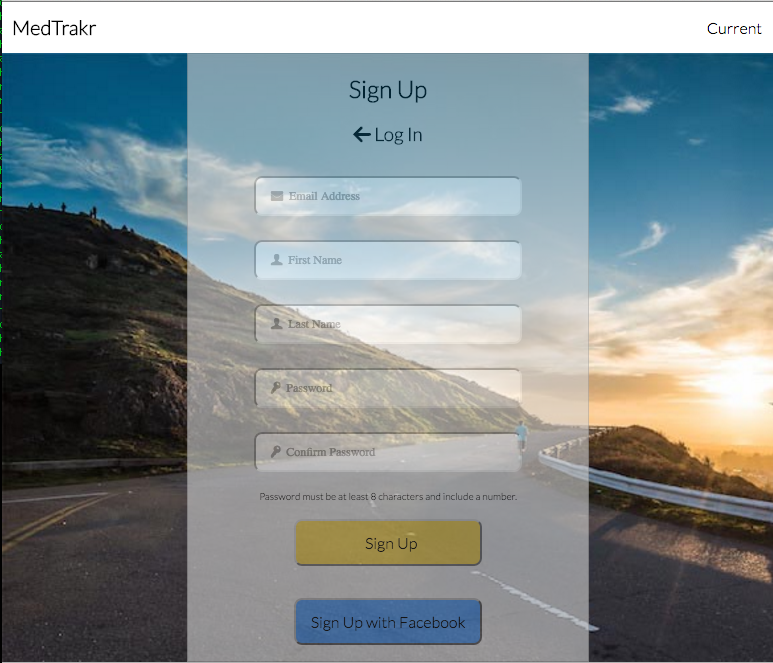 MedTrakr
Current
Sign Up
Log In
Email Address
First Name
Last Name
Password
Confirm Password
Password must be at least 8 characters and include a number.
Sign Up
Sign Up with Facebook